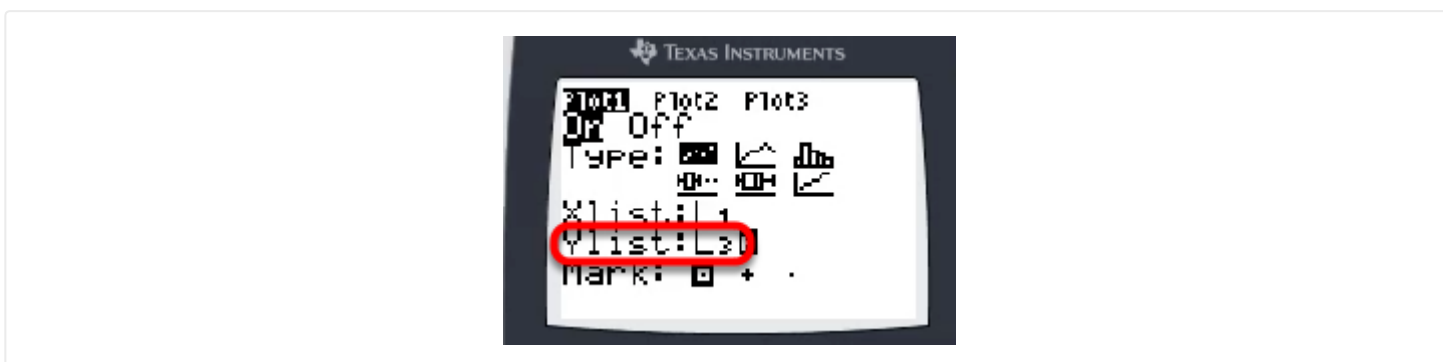 TEXAS INSTRUMENTS
Plot1 Plot2 Plot3
On Off
Type:
Xlist:L1
Ylist:L3
Mark: